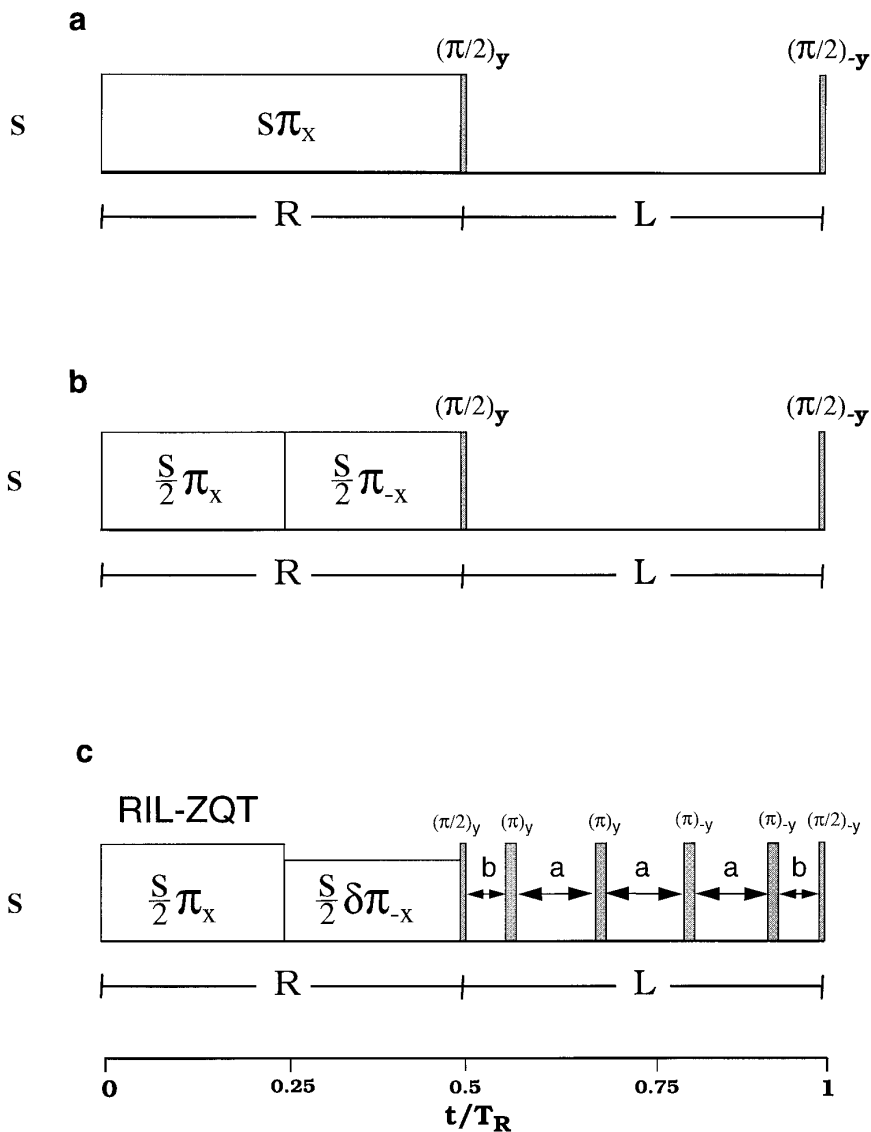 a
(π/2)y (π/2)-y
S Sπx
R L
b
(π/2)y (π/2)-y
S S/2 πx S/2 π-x
R L
c
RIL-ZQT
(π/2)y (π)y (π)y (π)-y (π)-y (π/2)-y
b a a a b
S S/2 πx S/2 δπ-x
R L
0 0.25 0.5 0.75 1
t/TR